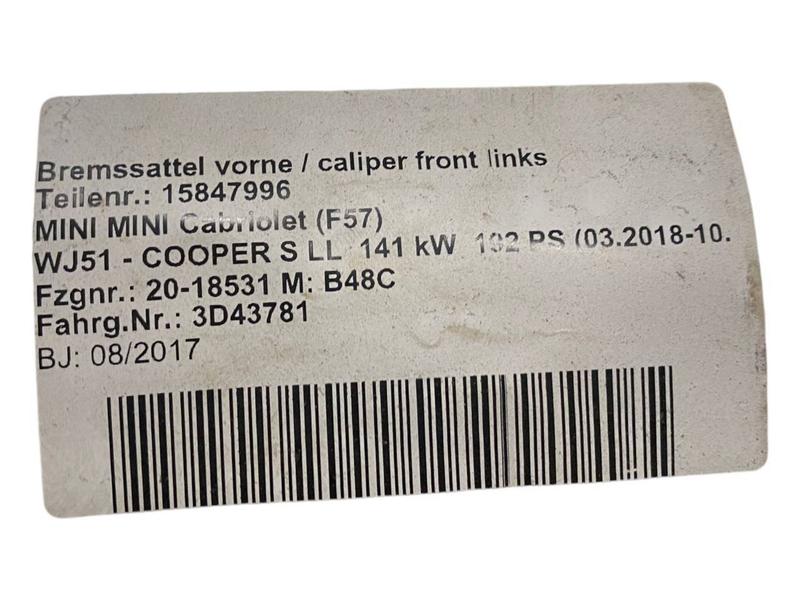 Bremssattel vorne / caliper front links
Teilenr.: 15847996
MINI MINI Cabriolet (F57)
WJ51 - COOPER S LL 141 kW 192 PS (03.2018-10.
Fzgnr.: 20-18531 M: B48C
Fahrg.Nr.: 3D43781
BJ: 08/2017